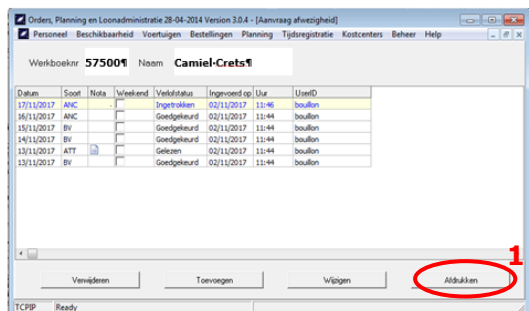 Orders, Planning en Loonadministratie 28-04-2014 Version 3.0.4 - [Aanvraag afwezigheid]
Personeel Beschikbaarheid Voertuigen Bestellingen Planning Tijdsregistratie Kostcenters Beheer Help
Werkboeknr 57500¶ Naam Camiel·Crets¶
Datum Soort Nota Weekend Verlofstatus Ingevoerd op Uur UserID
17/11/2017 ANC Ingetrokken 02/11/2017 11:46 bouillon
16/11/2017 ANC Goedgekeurd 02/11/2017 11:44 bouillon
15/11/2017 BV Goedgekeurd 02/11/2017 11:44 bouillon
14/11/2017 BV Goedgekeurd 02/11/2017 11:44 bouillon
13/11/2017 ATT Gelezen 02/11/2017 11:44 bouillon
13/11/2017 BV Goedgekeurd 02/11/2017 11:44 bouillon
1
Verwijderen Toevoegen Wijzigen Afdrukken
TCPIP Ready